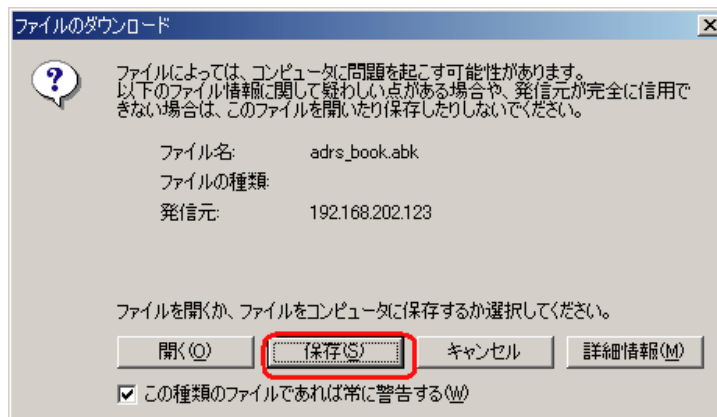 ファイルのダウンロード
ファイルによっては、コンピュータに問題を起こす可能性があります。
以下のファイル情報に関して疑わしい点がある場合や、発信元が完全に信用で
きない場合は、このファイルを開いたり保存したりしないでください。
ファイル名: adrs_book.abk
ファイルの種類:
発信元: 192.168.202.123
ファイルを開くか、ファイルをコンピュータに保存するか選択してください。
開く(O) 保存(S) キャンセル 詳細情報(M)
この種類のファイルであれば常に警告する(W)